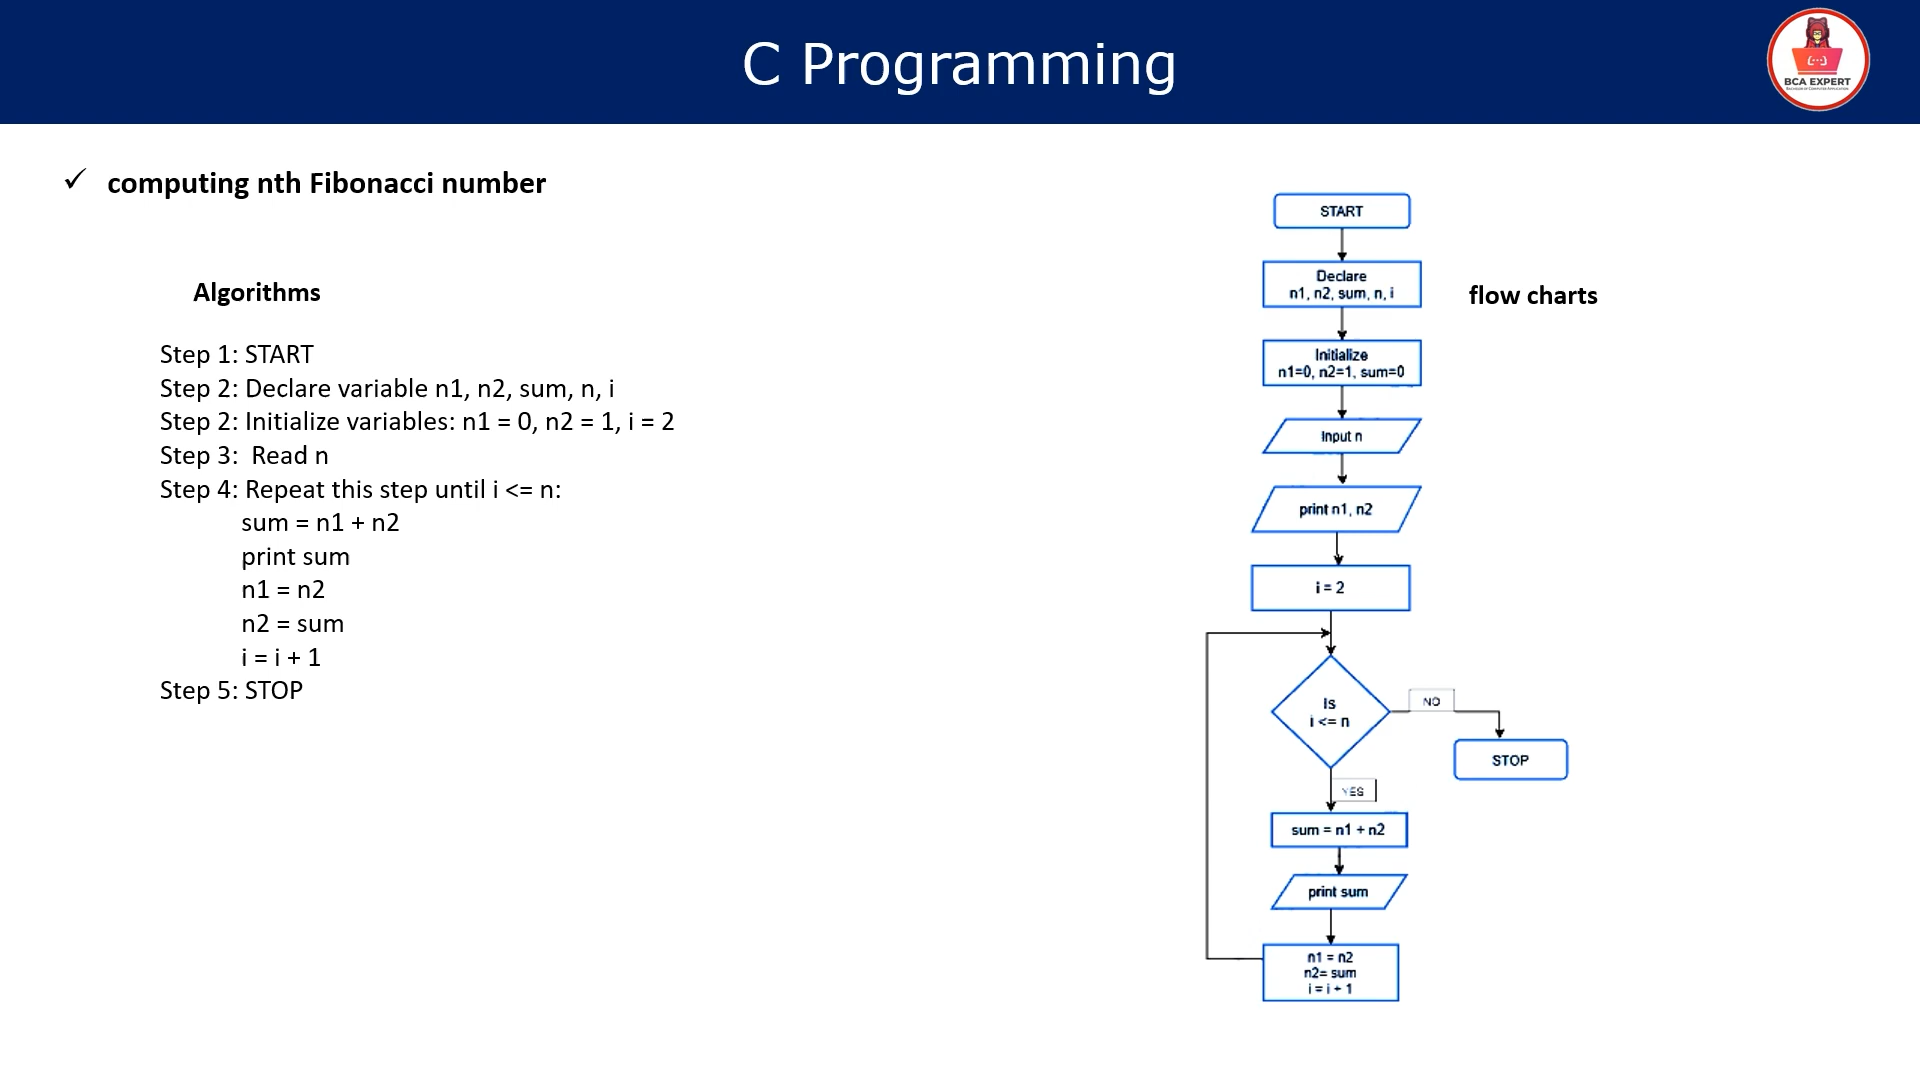 C Programming
BCA EXPERT
✓ computing nth Fibonacci number
Algorithms
Step 1: START
Step 2: Declare variable n1, n2, sum, n, i
Step 2: Initialize variables: n1 = 0, n2 = 1, i = 2
Step 3:  Read n
Step 4: Repeat this step until i <= n:
sum = n1 + n2
print sum
n1 = n2
n2 = sum
i = i + 1
Step 5: STOP
flow charts
START
Declare
n1, n2, sum, n, i
Initialize
n1=0, n2=1, sum=0
Input n
print n1, n2
i = 2
Is
i <= n
NO
STOP
YES
sum = n1 + n2
print sum
n1 = n2
n2= sum
i = i + 1